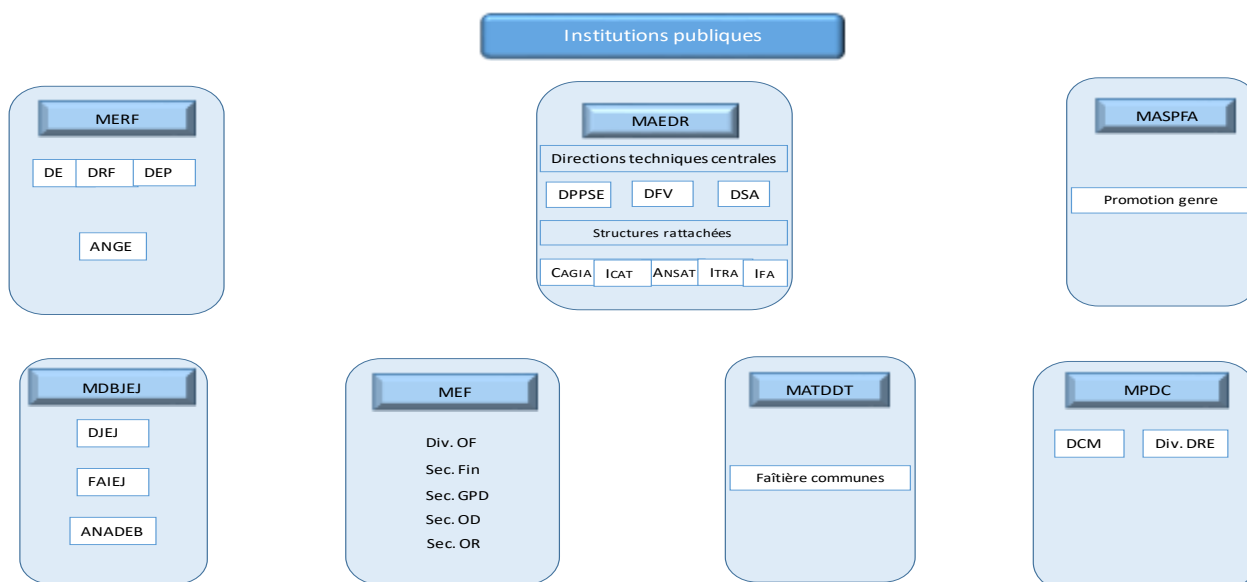 Institutions publiques
MERF
DE DRF DEP
ANGE
MAEDR
Directions techniques centrales
DPPSE DFV DSA
Structures rattachées
CAGIA ICAT ANSAT ITRA IFA
MASPFA
Promotion genre
MDBJEJ
DJEJ
FAIEJ
ANADEB
MEF
Div. OF
Sec. Fin
Sec. GPD
Sec. OD
Sec. OR
MATDDT
Faîtière communes
MPDC
DCM Div. DRE